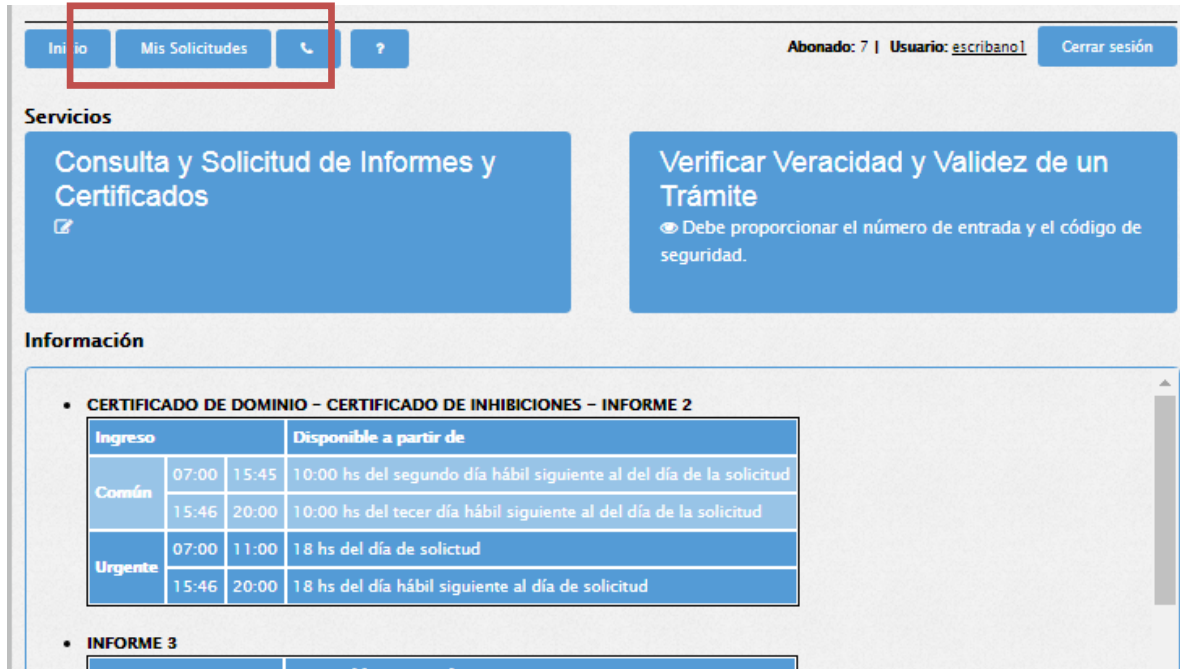 Inicio Mis Solicitudes ? Abonado: 7 | Usuario: escribano1 Cerrar sesión
Servicios
Consulta y Solicitud de Informes y
Certificados
Verificar Veracidad y Validez de un
Trámite
Debe proporcionar el número de entrada y el código de
seguridad.
Información
• CERTIFICADO DE DOMINIO - CERTIFICADO DE INHIBICIONES - INFORME 2
Ingreso Disponible a partir de
Común 07:00 15:45 10:00 hs del segundo día hábil siguiente al del día de la solicitud
15:46 20:00 10:00 hs del tecer día hábil siguiente al del día de la solicitud
Urgente 07:00 11:00 18 hs del día de solictud
15:46 20:00 18 hs del día hábil siguiente al día de solicitud
• INFORME 3